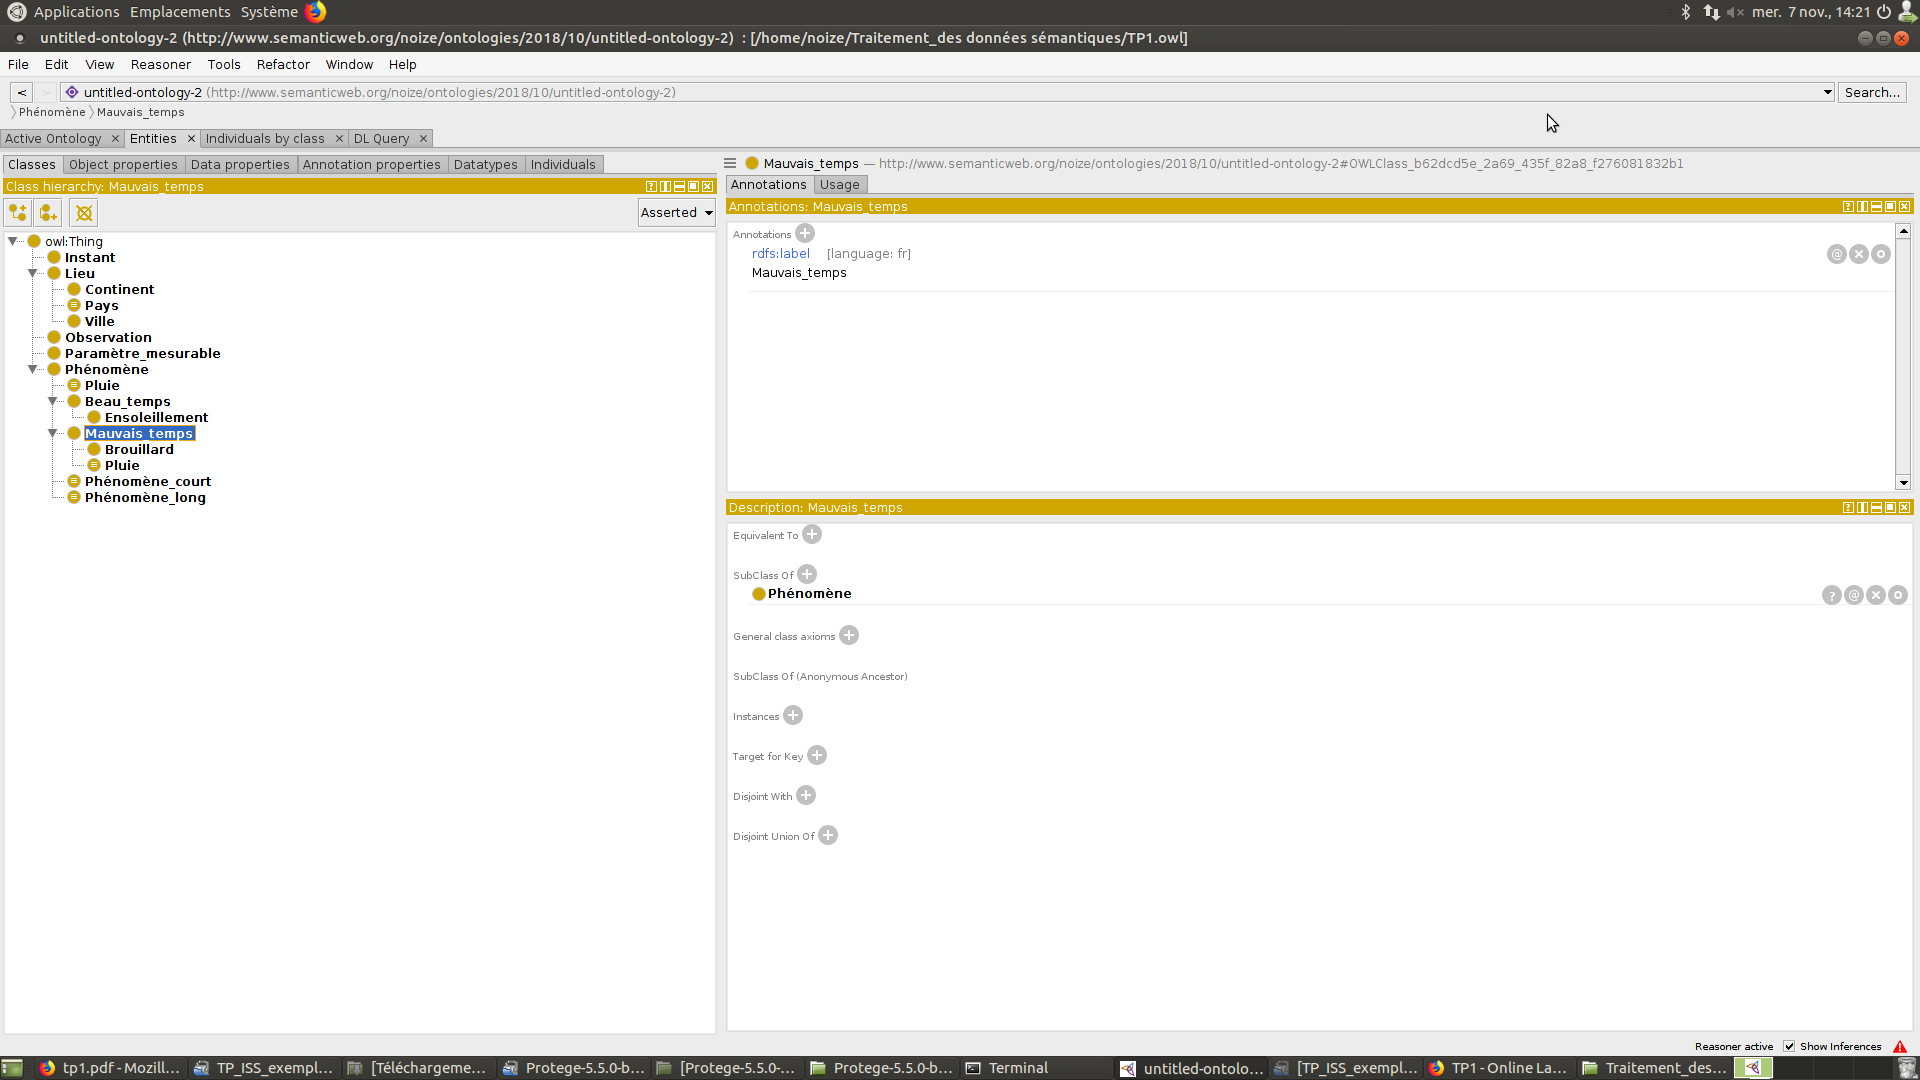 Applications Emplacements Système mer. 7 nov., 14:21
untitled-ontology-2 (http://www.semanticweb.org/noize/ontologies/2018/10/untitled-ontology-2) : [/home/noize/Traitement_des données sémantiques/TP1.owl]
File Edit View Reasoner Tools Refactor Window Help
< > untitled-ontology-2 (http://www.semanticweb.org/noize/ontologies/2018/10/untitled-ontology-2) Search...
Phénomène Mauvais_temps
Active Ontology Entities Individuals by class DL Query
Classes Object properties Data properties Annotation properties Datatypes Individuals
Class hierarchy: Mauvais_temps
Asserted
owl:Thing
Instant
Lieu
Continent
Pays
Ville
Observation
Paramètre_mesurable
Phénomène
Pluie
Beau_temps
Ensoleillement
Mauvais_temps
Brouillard
Pluie
Phénomène_court
Phénomène_long
Mauvais_temps — http://www.semanticweb.org/noize/ontologies/2018/10/untitled-ontology-2#OWLClass_b62dcd5e_2a69_435f_82a8_f276081832b1
Annotations Usage
Annotations: Mauvais_temps
Annotations
rdfs:label [language: fr]
Mauvais_temps
Description: Mauvais_temps
Equivalent To
SubClass Of
Phénomène
General class axioms
SubClass Of (Anonymous Ancestor)
Instances
Target for Key
Disjoint With
Disjoint Union Of
Reasoner active Show Inferences
tp1.pdf - Mozill... TP_ISS_exempl... [Téléchargeme... Protege-5.5.0-b... [Protege-5.5.0-... Protege-5.5.0-b... Terminal untitled-ontolo... [TP_ISS_exempl... TP1 - Online La... Traitement_des...